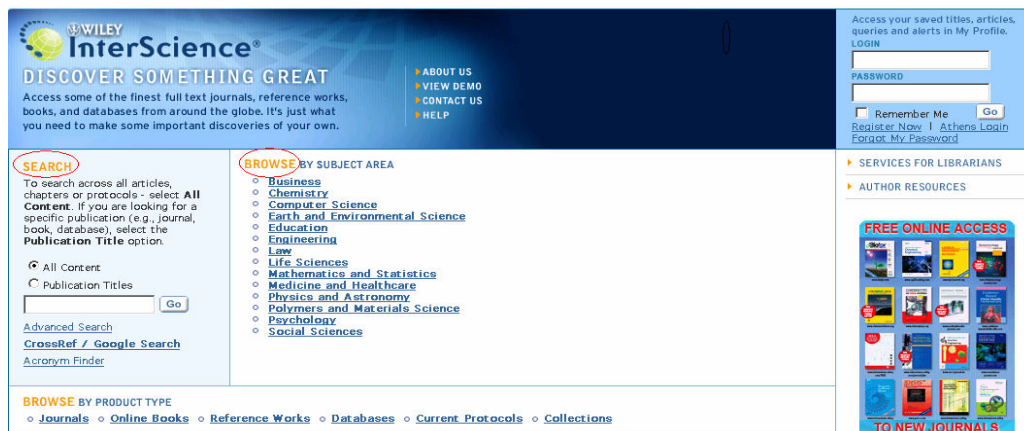 WILEY
InterScience®
DISCOVER SOMETHING GREAT
Access some of the finest full text journals, reference works,
books, and databases from around the globe. It's just what
you need to make some important discoveries of your own.
ABOUT US
VIEW DEMO
CONTACT US
HELP
Access your saved titles, articles,
queries and alerts in My Profile.
LOGIN
PASSWORD
Remember Me Go
Register Now | Athens Login
Forgot My Password
SEARCH
To search across all articles,
chapters or protocols - select All
Content. If you are looking for a
specific publication (e.g., journal,
book, database), select the
Publication Title option.
All Content
Publication Titles
Go
Advanced Search
CrossRef / Google Search
Acronym Finder
BROWSE BY SUBJECT AREA
Business
Chemistry
Computer Science
Earth and Environmental Science
Education
Engineering
Law
Life Sciences
Mathematics and Statistics
Medicine and Healthcare
Physics and Astronomy
Polymers and Materials Science
Psychology
Social Sciences
SERVICES FOR LIBRARIANS
AUTHOR RESOURCES
FREE ONLINE ACCESS
TO NEW JOURNALS
BROWSE BY PRODUCT TYPE
Journals Online Books Reference Works Databases Current Protocols Collections